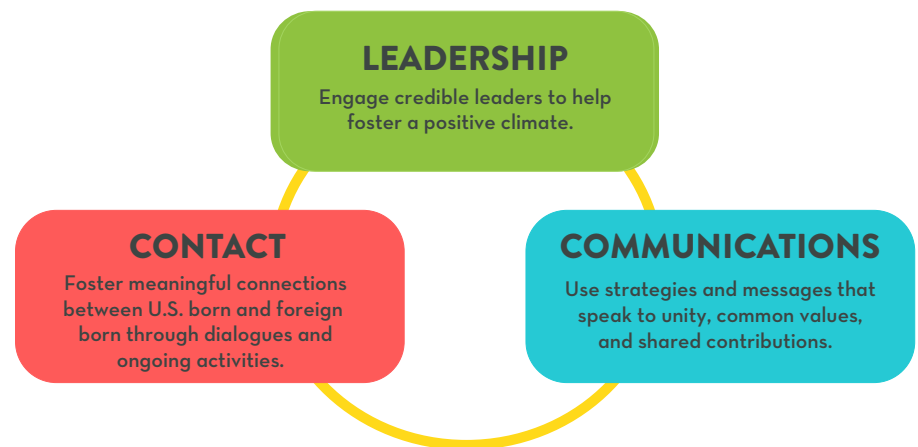 LEADERSHIP
Engage credible leaders to help
foster a positive climate.
CONTACT
Foster meaningful connections
between U.S. born and foreign
born through dialogues and
ongoing activities.
COMMUNICATIONS
Use strategies and messages that
speak to unity, common values,
and shared contributions.